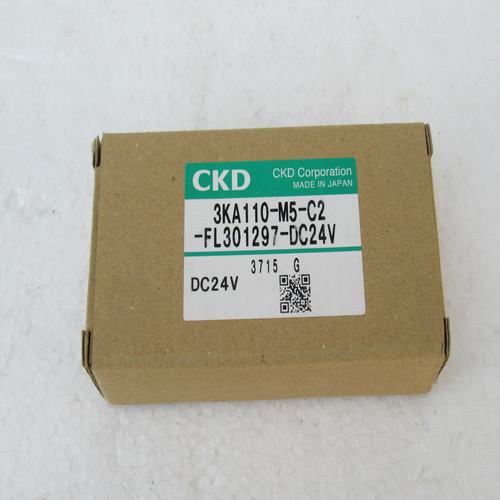 CKD
CKD Corporation
MADE IN JAPAN
3KA110-M5-C2
-FL301297-DC24V
3715 G
DC24V